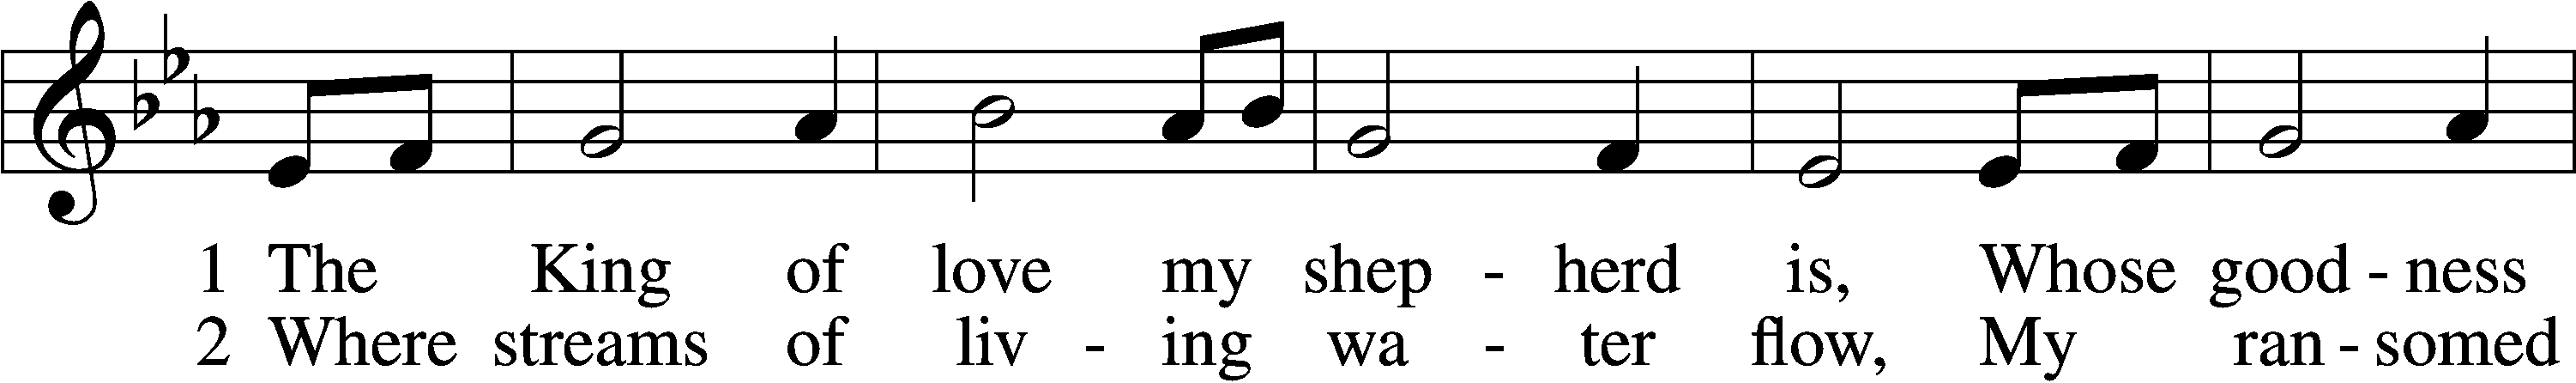 1 The King of love my shep - herd is, Whose good - ness
2 Where streams of liv - ing wa - ter flow, My ran - somed